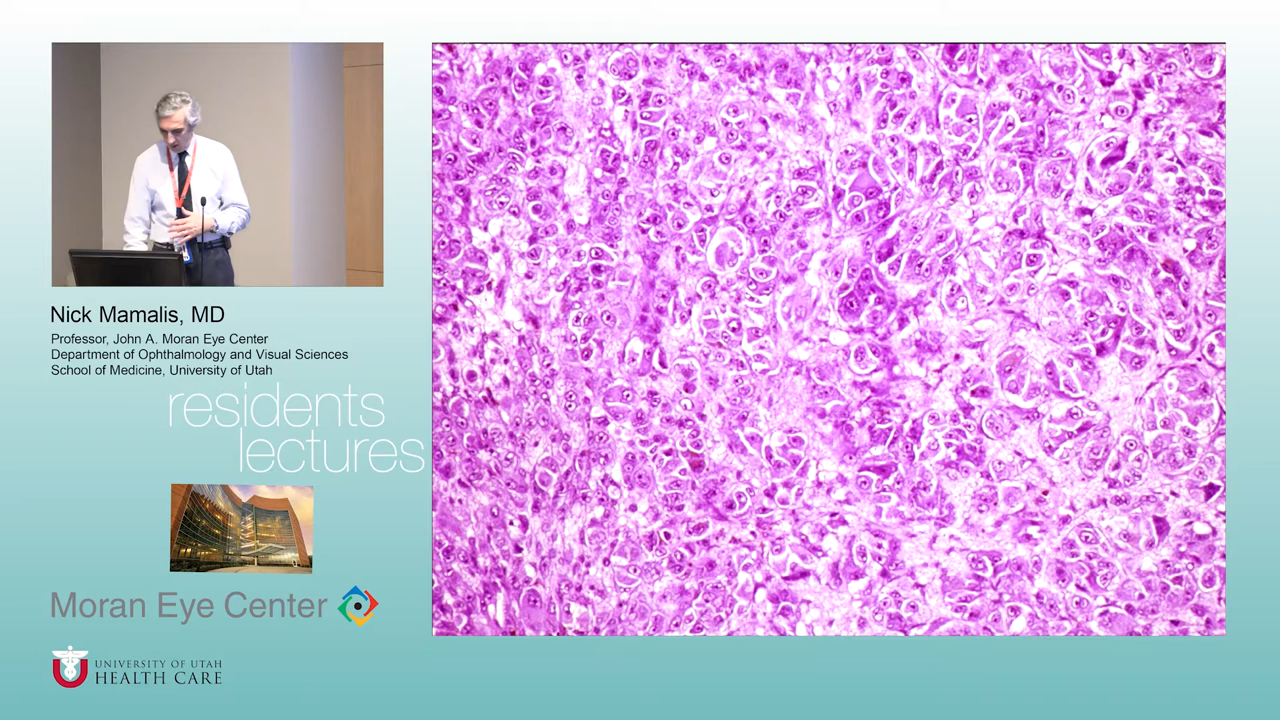 Nick Mamalis, MD
Professor, John A. Moran Eye Center
Department of Ophthalmology and Visual Sciences
School of Medicine, University of Utah
residents
lectures
Moran Eye Center
U
UNIVERSITY OF UTAH
HEALTH CARE